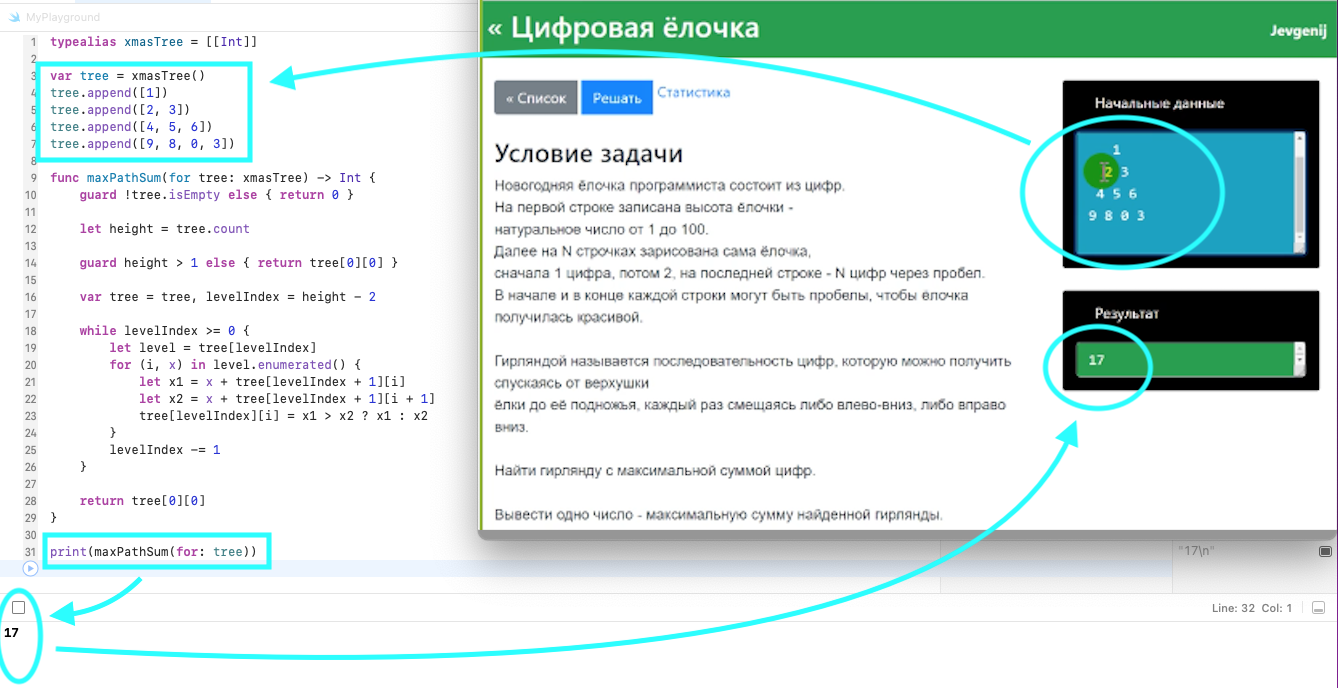 MyPlayground
1 typealias xmasTree = [[Int]]
2
3 var tree = xmasTree()
4 tree.append([1])
5 tree.append([2, 3])
6 tree.append([4, 5, 6])
7 tree.append([9, 8, 0, 3])
8
9 func maxPathSum(for tree: xmasTree) -> Int {
10 guard !tree.isEmpty else { return 0 }
11
12 let height = tree.count
13
14 guard height > 1 else { return tree[0][0] }
15
16 var tree = tree, levelIndex = height - 2
17
18 while levelIndex >= 0 {
19 let level = tree[levelIndex]
20 for (i, x) in level.enumerated() {
21 let x1 = x + tree[levelIndex + 1][i]
22 let x2 = x + tree[levelIndex + 1][i + 1]
23 tree[levelIndex][i] = x1 > x2 ? x1 : x2
24 }
25 levelIndex -= 1
26 }
27
28 return tree[0][0]
29 }
30
31 print(maxPathSum(for: tree))
"17\n"
Line: 32 Col: 1
17
« Цифровая ёлочка
Jevgenij
« Список
Решать
Статистика
Условие задачи
Новогодняя ёлочка программиста состоит из цифр.
На первой строке записана высота ёлочки -
натуральное число от 1 до 100.
Далее на N строчках зарисована сама ёлочка,
сначала 1 цифра, потом 2, на последней строке - N цифр через пробел.
В начале и в конце каждой строки могут быть пробелы, чтобы ёлочка
получилась красивой.
Гирляндой называется последовательность цифр, которую можно получить
спускаясь от верхушки
ёлки до её подножья, каждый раз смещаясь либо влево-вниз, либо вправо
вниз.
Найти гирлянду с максимальной суммой цифр.
Вывести одно число - максимальную сумму найденной гирлянды.
Начальные данные
1
2 3
4 5 6
9 8 0 3
Результат
17